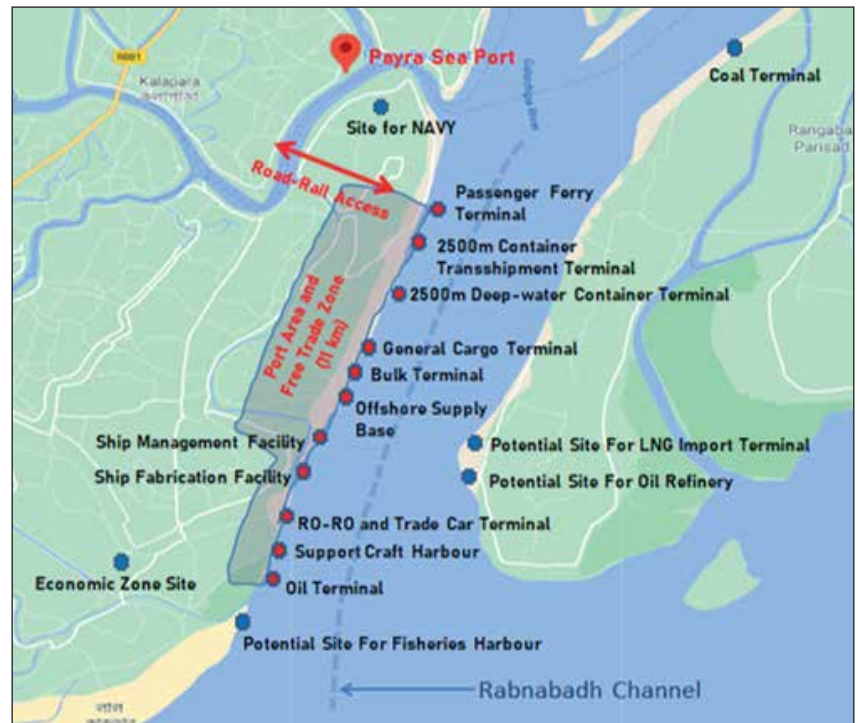 N801
Payra Sea Port
Coal Terminal
Kalapara
Site for NAVY
Rangaba
Parisad
Road-Rail Access
Passenger Ferry
Terminal
2500m Container
Transshipment Terminal
2500m Deep-water Container Terminal
Port Area and
Free Trade Zone
(11 km)
General Cargo Terminal
Bulk Terminal
Offshore Supply
Base
Ship Management Facility
Potential Site For LNG Import Terminal
Ship Fabrication Facility
Potential Site For Oil Refinery
RO-RO and Trade Car Terminal
Support Craft Harbour
Economic Zone Site
Oil Terminal
Potential Site For Fisheries Harbour
Rabnabadh Channel